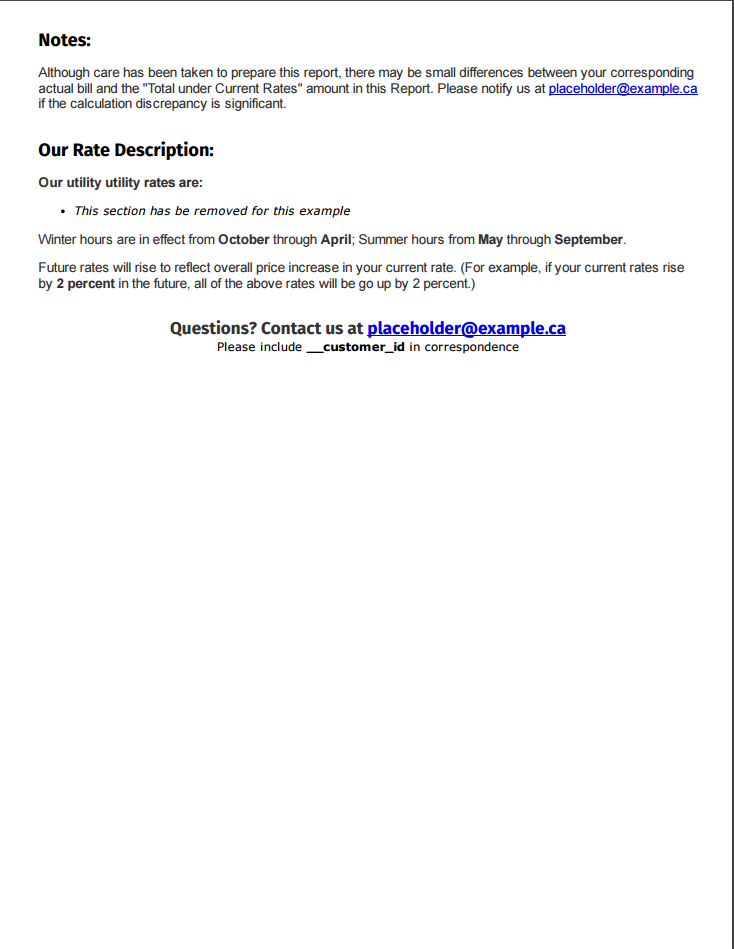 Notes:
Although care has been taken to prepare this report, there may be small differences between your corresponding
actual bill and the "Total under Current Rates" amount in this Report. Please notify us at placeholder@example.ca
if the calculation discrepancy is significant.
Our Rate Description:
Our utility utility rates are:
• This section has be removed for this example
Winter hours are in effect from October through April; Summer hours from May through September.
Future rates will rise to reflect overall price increase in your current rate. (For example, if your current rates rise
by 2 percent in the future, all of the above rates will be go up by 2 percent.)
Questions? Contact us at placeholder@example.ca
Please include __customer_id in correspondence